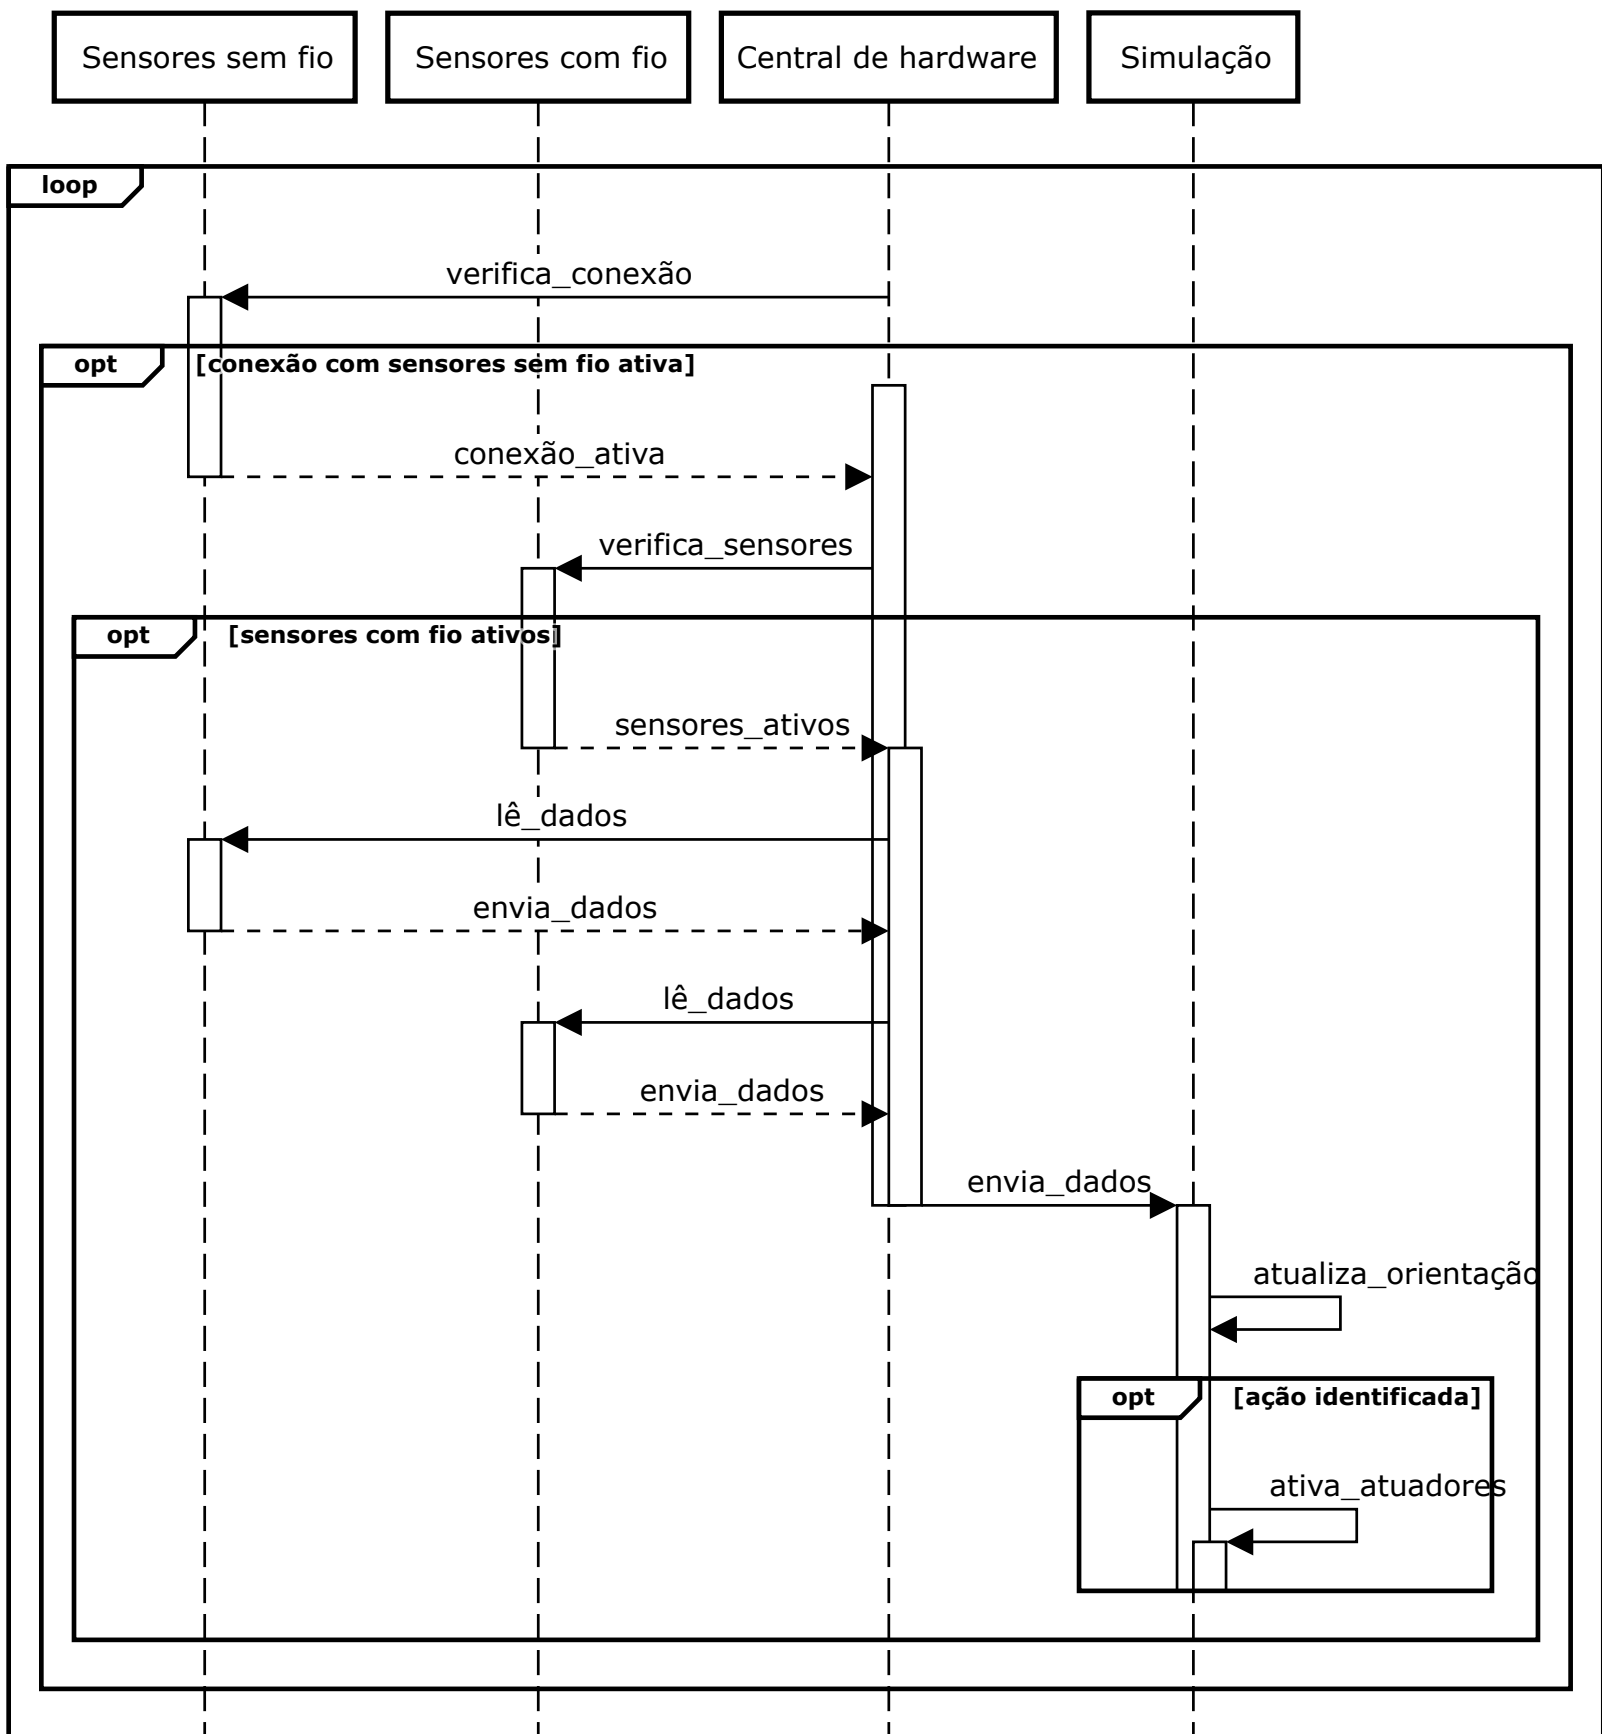 Sensores sem fio
Sensores com fio
Central de hardware
Simulação
loop
verifica_conexão
opt
[conexão com sensores sem fio ativa]
conexão_ativa
verifica_sensores
opt
[sensores com fio ativos]
sensores_ativos
lê_dados
envia_dados
lê_dados
envia_dados
envia_dados
atualiza_orientação
opt
[ação identificada]
ativa_atuadores